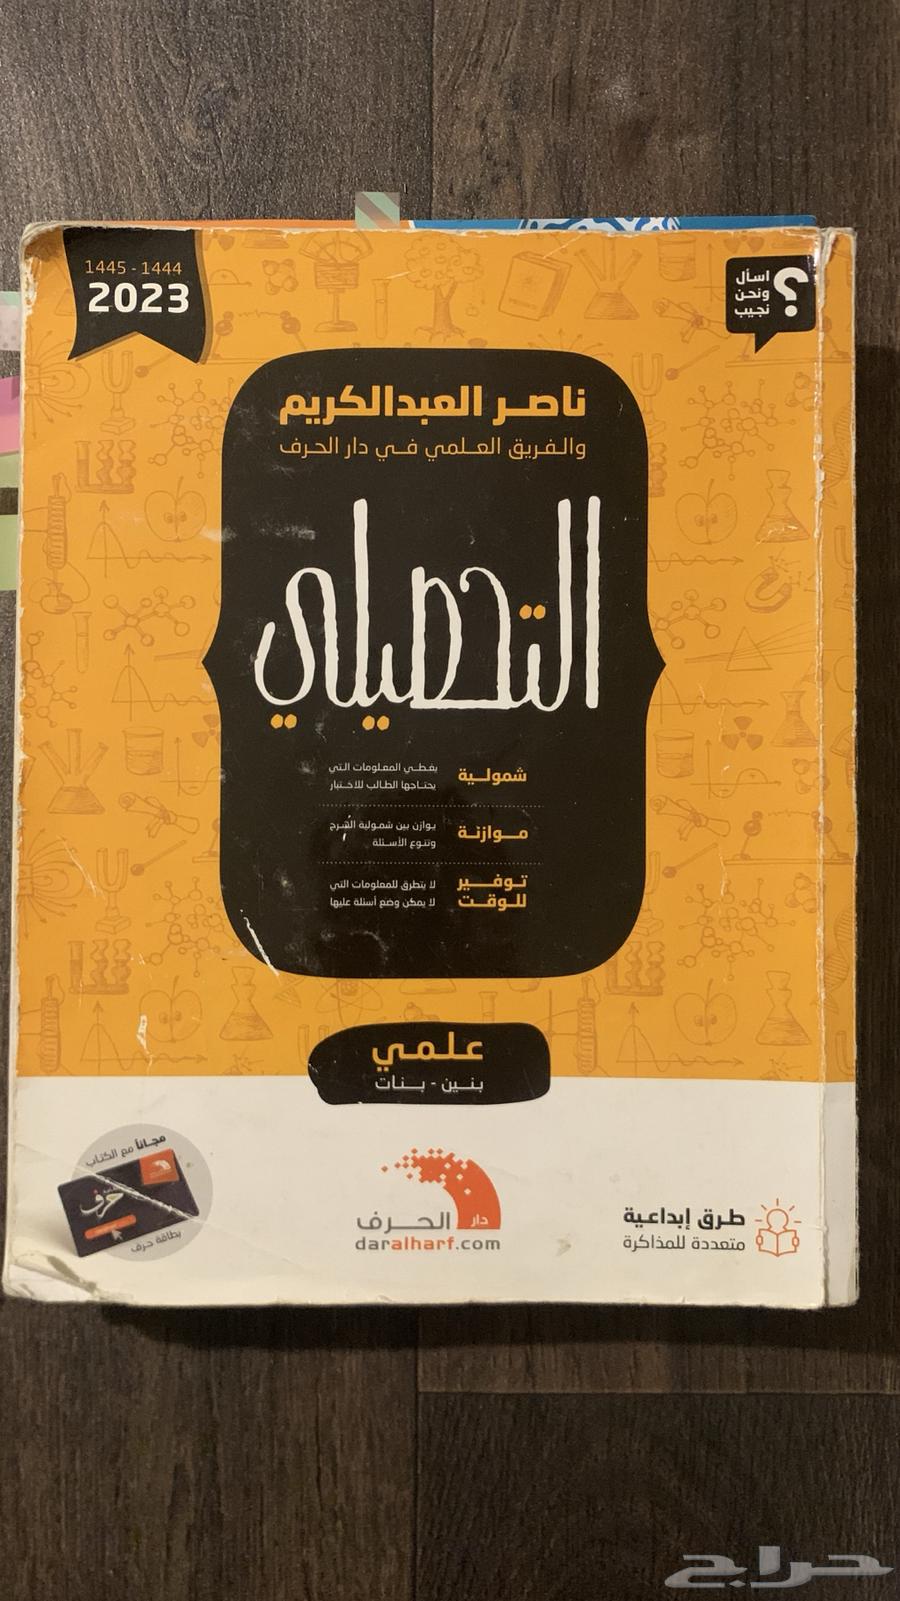 1444 - 1445
2023
اسأل
ونحن
نجيب
ناصر العبدالكريم
والفريق العلمي في دار الحرف
التحصيلي
شمولية
يغطي المعلومات التي
يحتاجها الطالب للاختبار
موازنة
يوازن بين شمولية الشرح
وتنوع الأسئلة
توفير
للوقت
لا يتطرق للمعلومات التي
لا يمكن وضع أسئلة عليها
علمي
بنين - بنات
مجاناً مع الكتاب
حرف
بطاقة حرف
دار الحرف
daralharf.com
طرق إبداعية
متعددة للمذاكرة
حراج